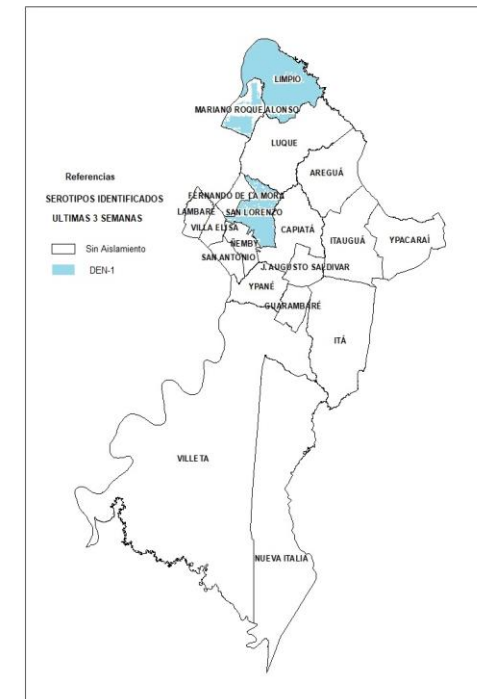 LIMPIO
MARIANO ROQUE ALONSO
LUQUE
Referencias
SEROTIPOS IDENTIFICADOS
ULTIMAS 3 SEMANAS
Sin Aislamiento
DEN-1
AREGUÁ
FERNANDO DE LA MORA
LAMBARÉ
SAN LORENZO
VILLA ELISA
CAPIATÁ
ITAUGUÁ
YPACARAÍ
ÑEMBY
SAN ANTONIO
J. AUGUSTO SALDIVAR
YPANÉ
GUARAMBARÉ
ITÁ
VILLETA
NUEVA ITALIA